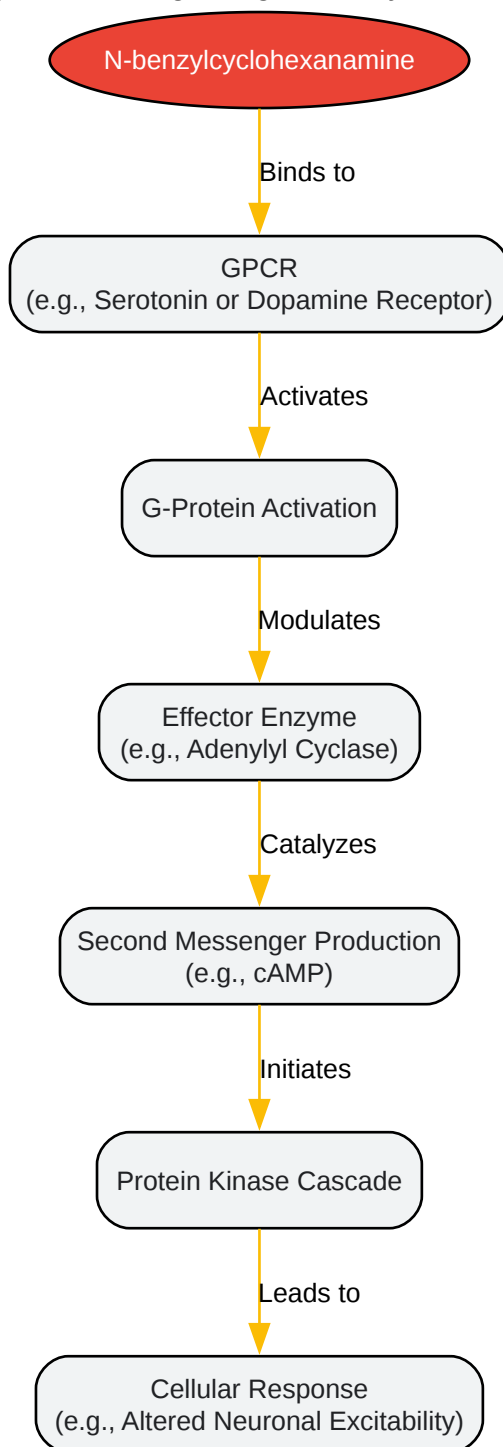 N-benzylcyclohexanamine
Binds to
GPCR
(e.g., Serotonin or Dopamine Receptor)
Activates
G-Protein Activation
Modulates
Effector Enzyme
(e.g., Adenylyl Cyclase)
Catalyzes
Second Messenger Production
(e.g., cAMP)
Initiates
Protein Kinase Cascade
Leads to
Cellular Response
(e.g., Altered Neuronal Excitability)